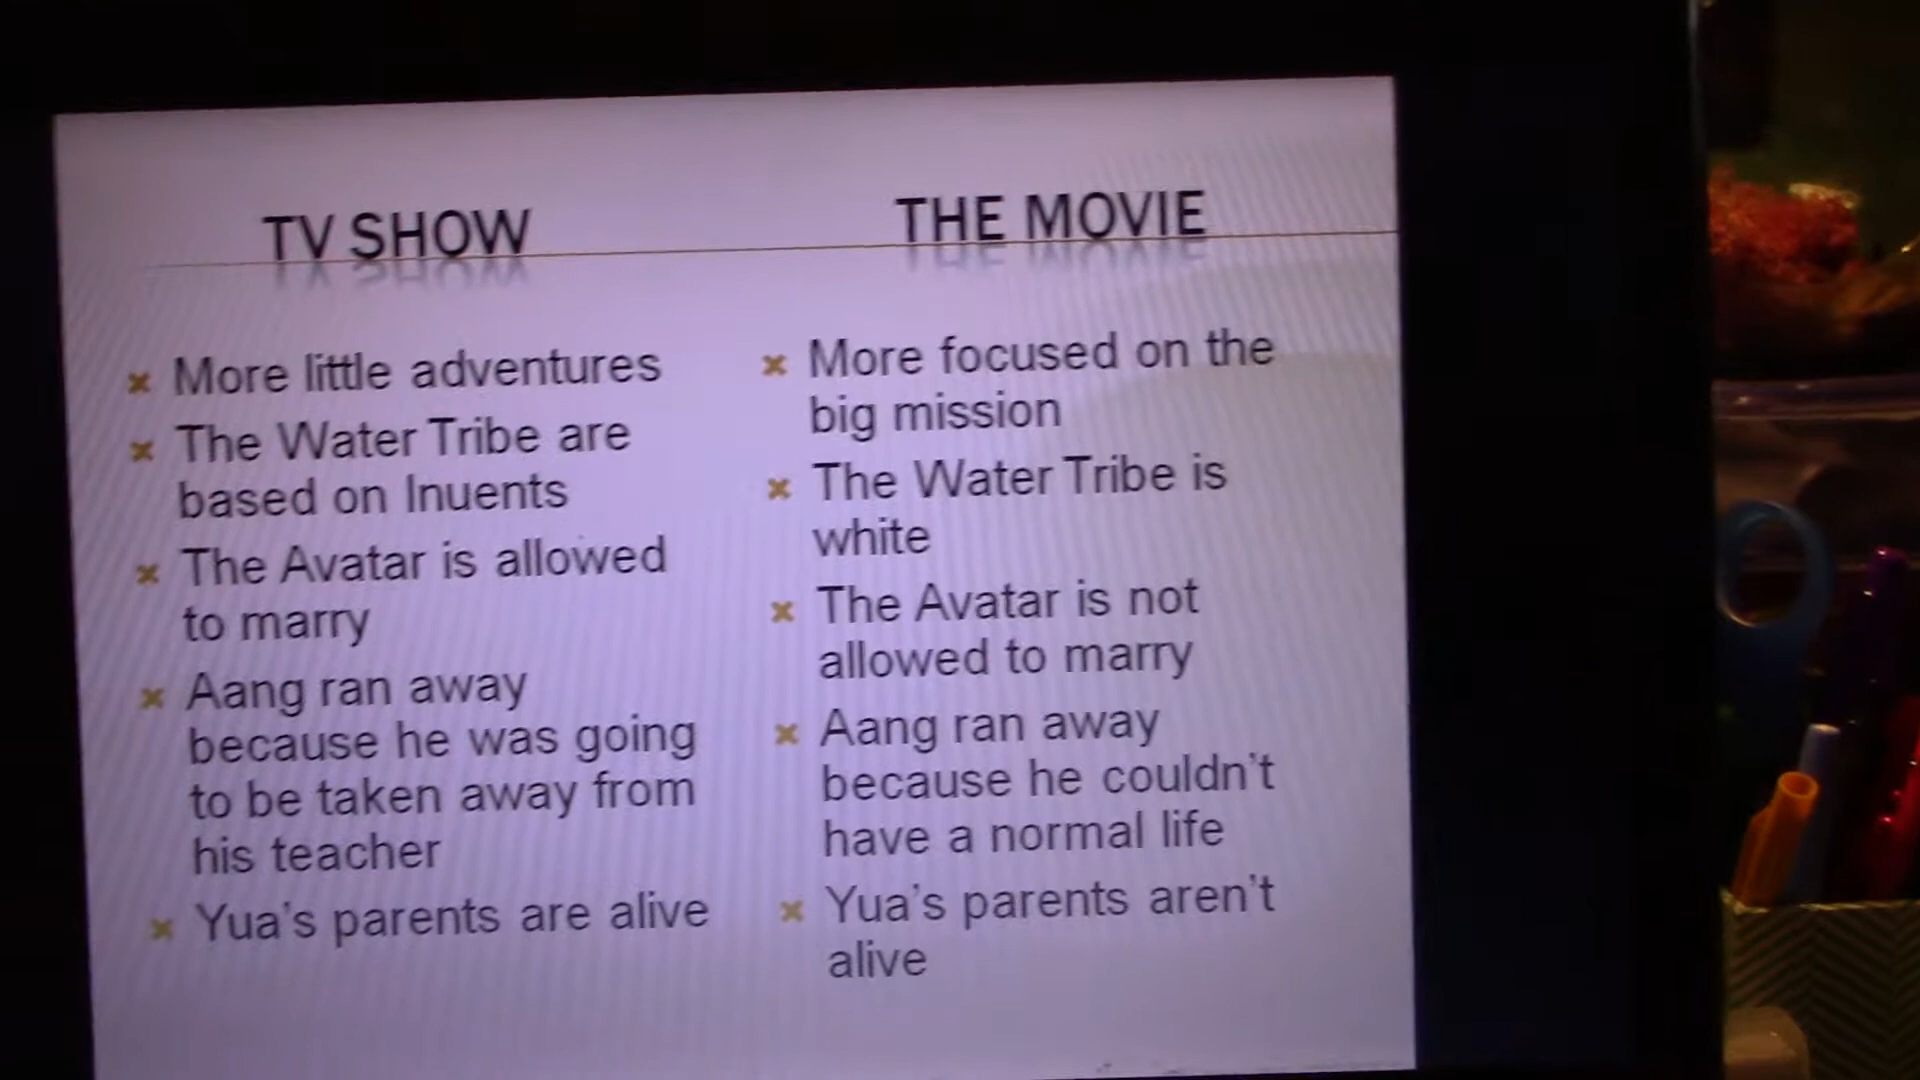 TV SHOW
More little adventures
The Water Tribe are
based on Inuents
The Avatar is allowed
to marry
Aang ran away
because he was going
to be taken away from
his teacher
Yua's parents are alive
THE MOVIE
More focused on the
big mission
The Water Tribe is
white
The Avatar is not
allowed to marry
Aang ran away
because he couldn't
have a normal life
Yua's parents aren't
alive